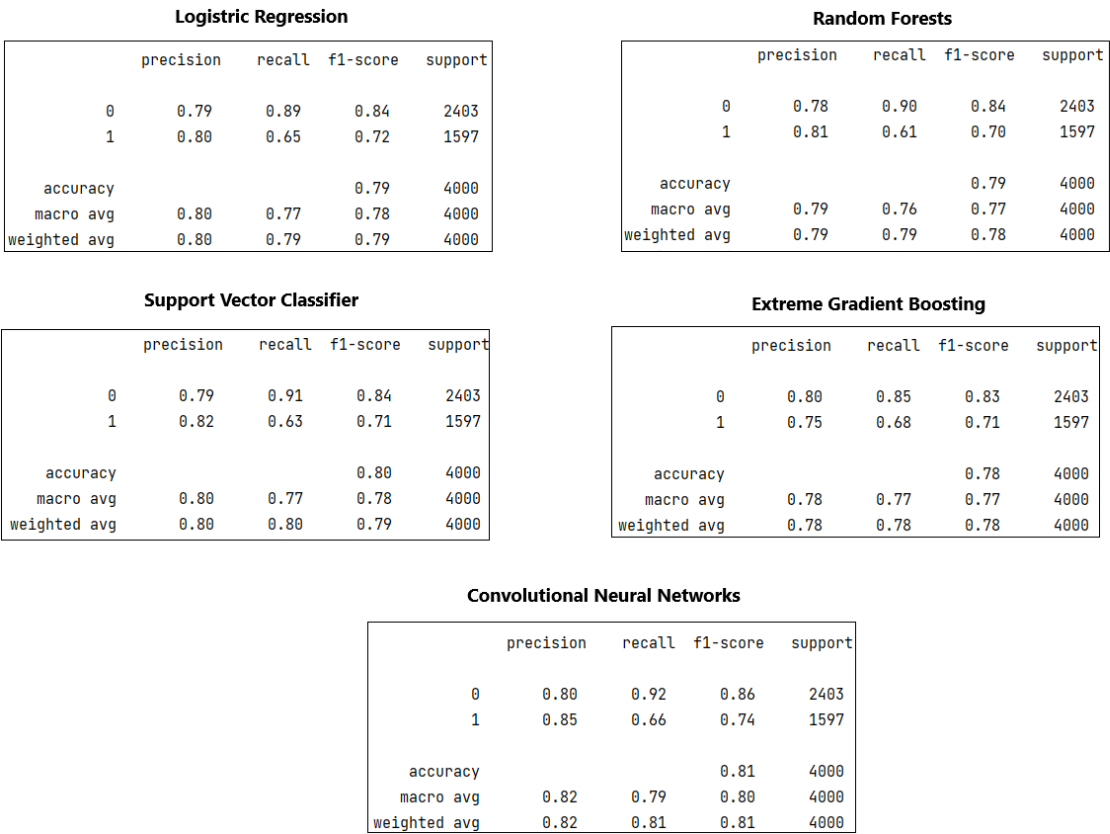 Logistric Regression
precision recall f1-score support
0 0.79 0.89 0.84 2403
1 0.80 0.65 0.72 1597
accuracy 0.79 4000
macro avg 0.80 0.77 0.78 4000
weighted avg 0.80 0.79 0.79 4000
Random Forests
precision recall f1-score support
0 0.78 0.90 0.84 2403
1 0.81 0.61 0.70 1597
accuracy 0.79 4000
macro avg 0.79 0.76 0.77 4000
weighted avg 0.79 0.79 0.78 4000
Support Vector Classifier
precision recall f1-score support
0 0.79 0.91 0.84 2403
1 0.82 0.63 0.71 1597
accuracy 0.80 4000
macro avg 0.80 0.77 0.78 4000
weighted avg 0.80 0.80 0.79 4000
Extreme Gradient Boosting
precision recall f1-score support
0 0.80 0.85 0.83 2403
1 0.75 0.68 0.71 1597
accuracy 0.78 4000
macro avg 0.78 0.77 0.77 4000
weighted avg 0.78 0.78 0.78 4000
Convolutional Neural Networks
precision recall f1-score support
0 0.80 0.92 0.86 2403
1 0.85 0.66 0.74 1597
accuracy 0.81 4000
macro avg 0.82 0.79 0.80 4000
weighted avg 0.82 0.81 0.81 4000